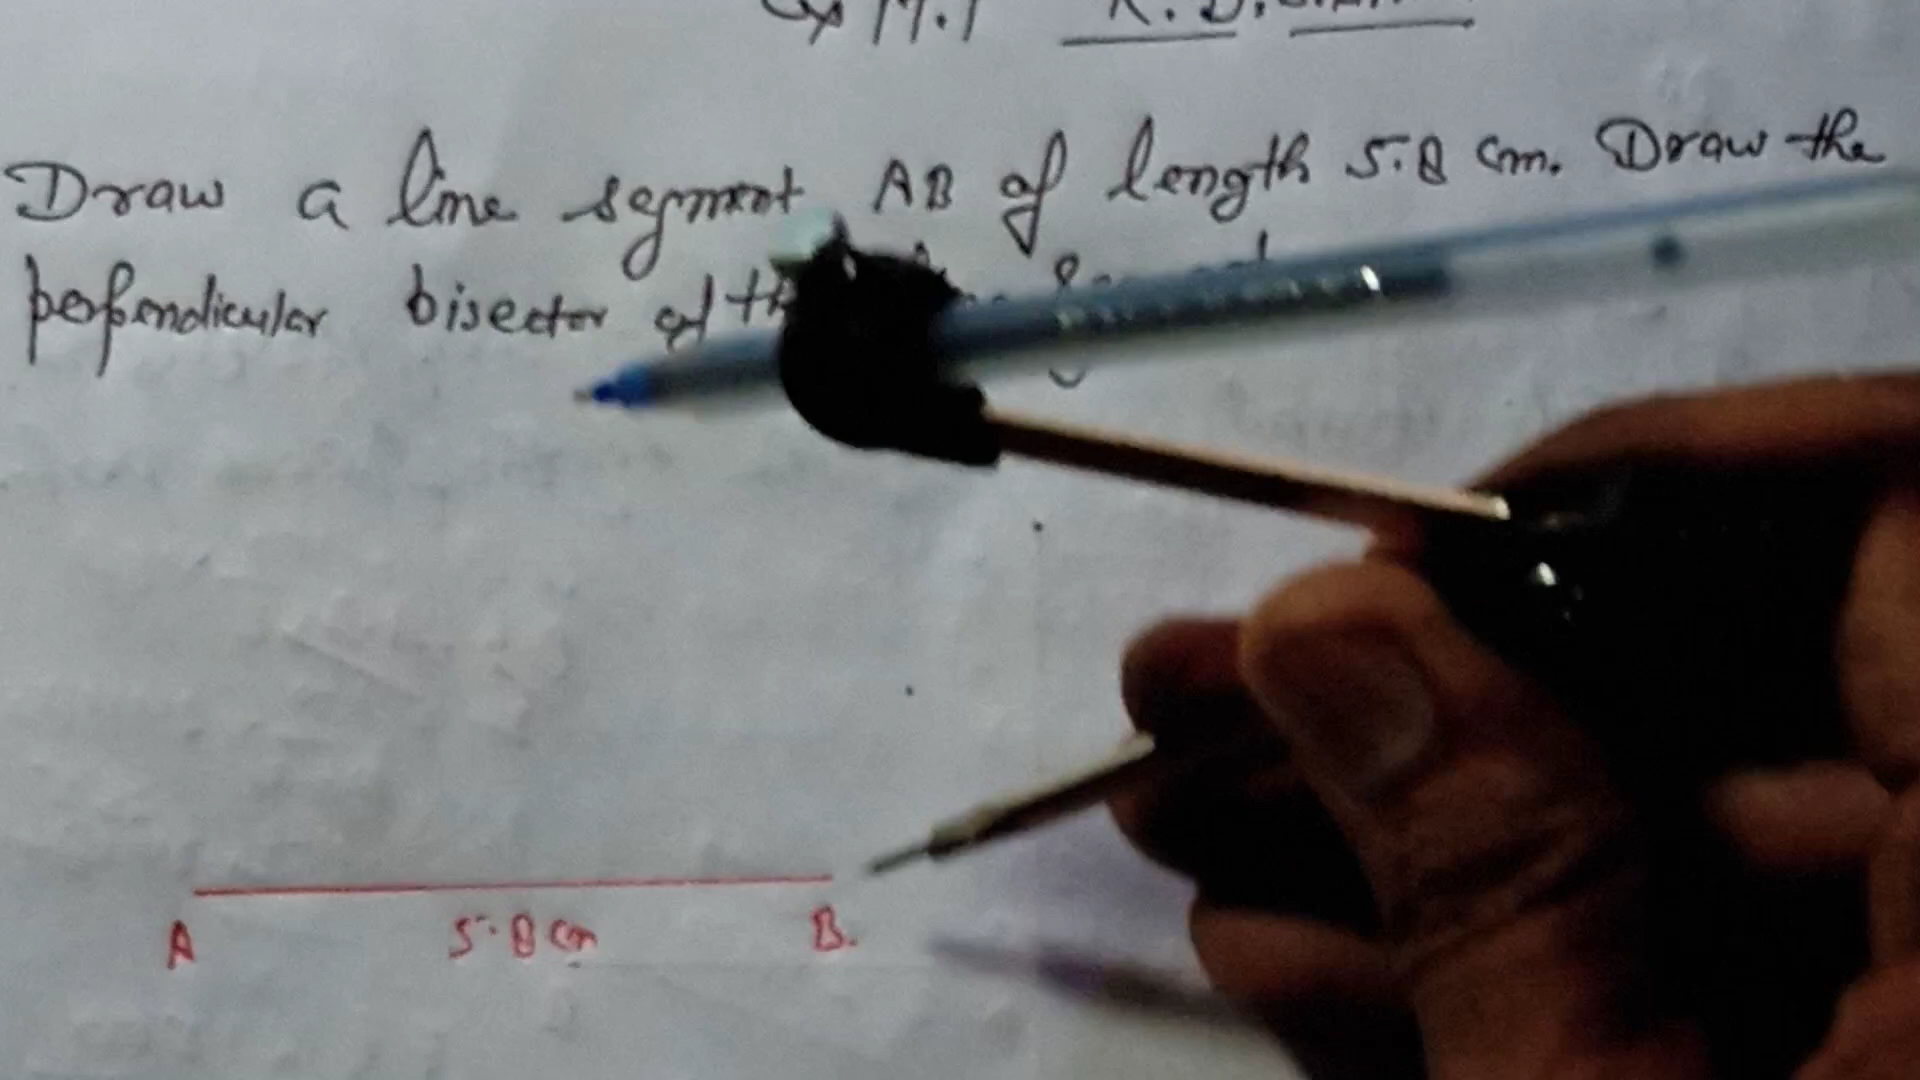 Draw a line segment AB of length 5.8 cm. Draw the
perpendicular bisector of
A 5.8 cm B.